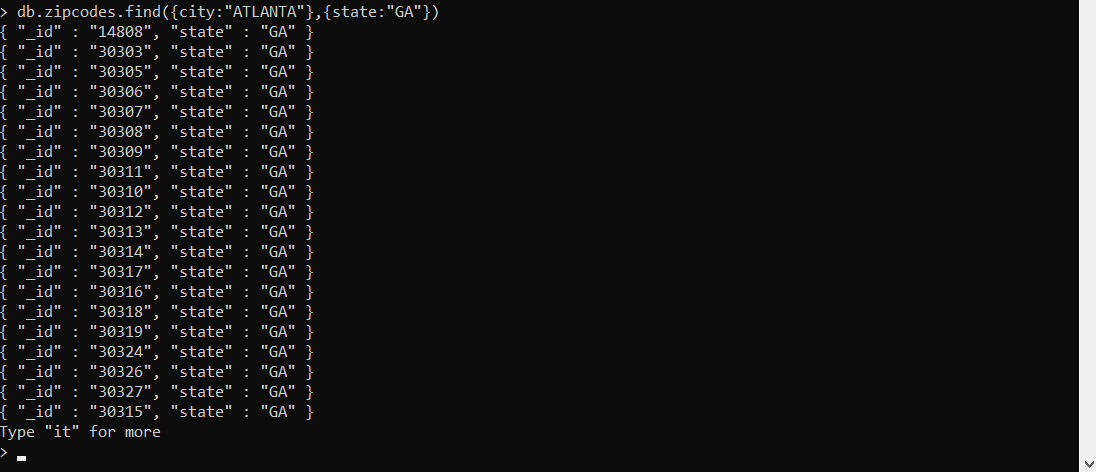 > db.zipcodes.find({city:"ATLANTA"},{state:"GA"})
{ "_id" : "14808", "state" : "GA" }
{ "_id" : "30303", "state" : "GA" }
{ "_id" : "30305", "state" : "GA" }
{ "_id" : "30306", "state" : "GA" }
{ "_id" : "30307", "state" : "GA" }
{ "_id" : "30308", "state" : "GA" }
{ "_id" : "30309", "state" : "GA" }
{ "_id" : "30311", "state" : "GA" }
{ "_id" : "30310", "state" : "GA" }
{ "_id" : "30312", "state" : "GA" }
{ "_id" : "30313", "state" : "GA" }
{ "_id" : "30314", "state" : "GA" }
{ "_id" : "30317", "state" : "GA" }
{ "_id" : "30316", "state" : "GA" }
{ "_id" : "30318", "state" : "GA" }
{ "_id" : "30319", "state" : "GA" }
{ "_id" : "30324", "state" : "GA" }
{ "_id" : "30326", "state" : "GA" }
{ "_id" : "30327", "state" : "GA" }
{ "_id" : "30315", "state" : "GA" }
Type "it" for more
>